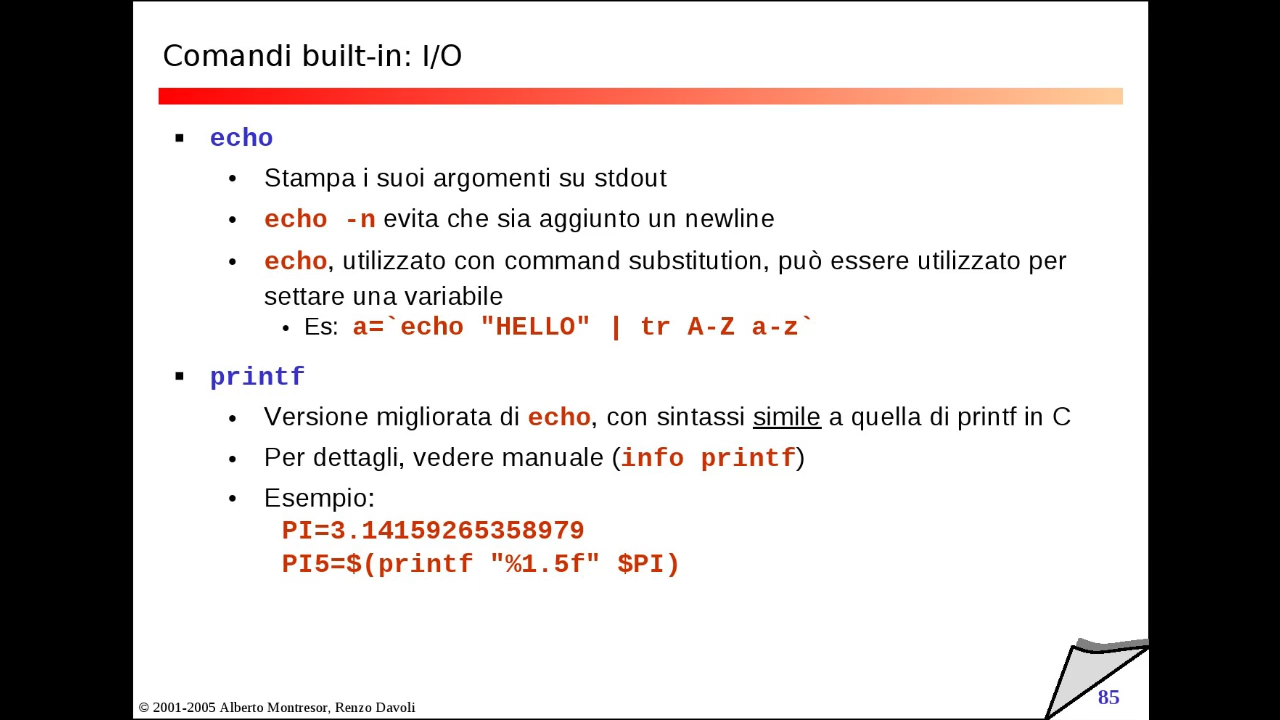 Comandi built-in: I/O
▪ echo
• Stampa i suoi argomenti su stdout
• echo -n evita che sia aggiunto un newline
• echo, utilizzato con command substitution, può essere utilizzato per
settare una variabile
• Es: a=`echo "HELLO" | tr A-Z a-z`
▪ printf
• Versione migliorata di echo, con sintassi simile a quella di printf in C
• Per dettagli, vedere manuale (info printf)
• Esempio:
PI=3.14159265358979
PI5=$(printf "%1.5f" $PI)
© 2001-2005 Alberto Montresor, Renzo Davoli
85